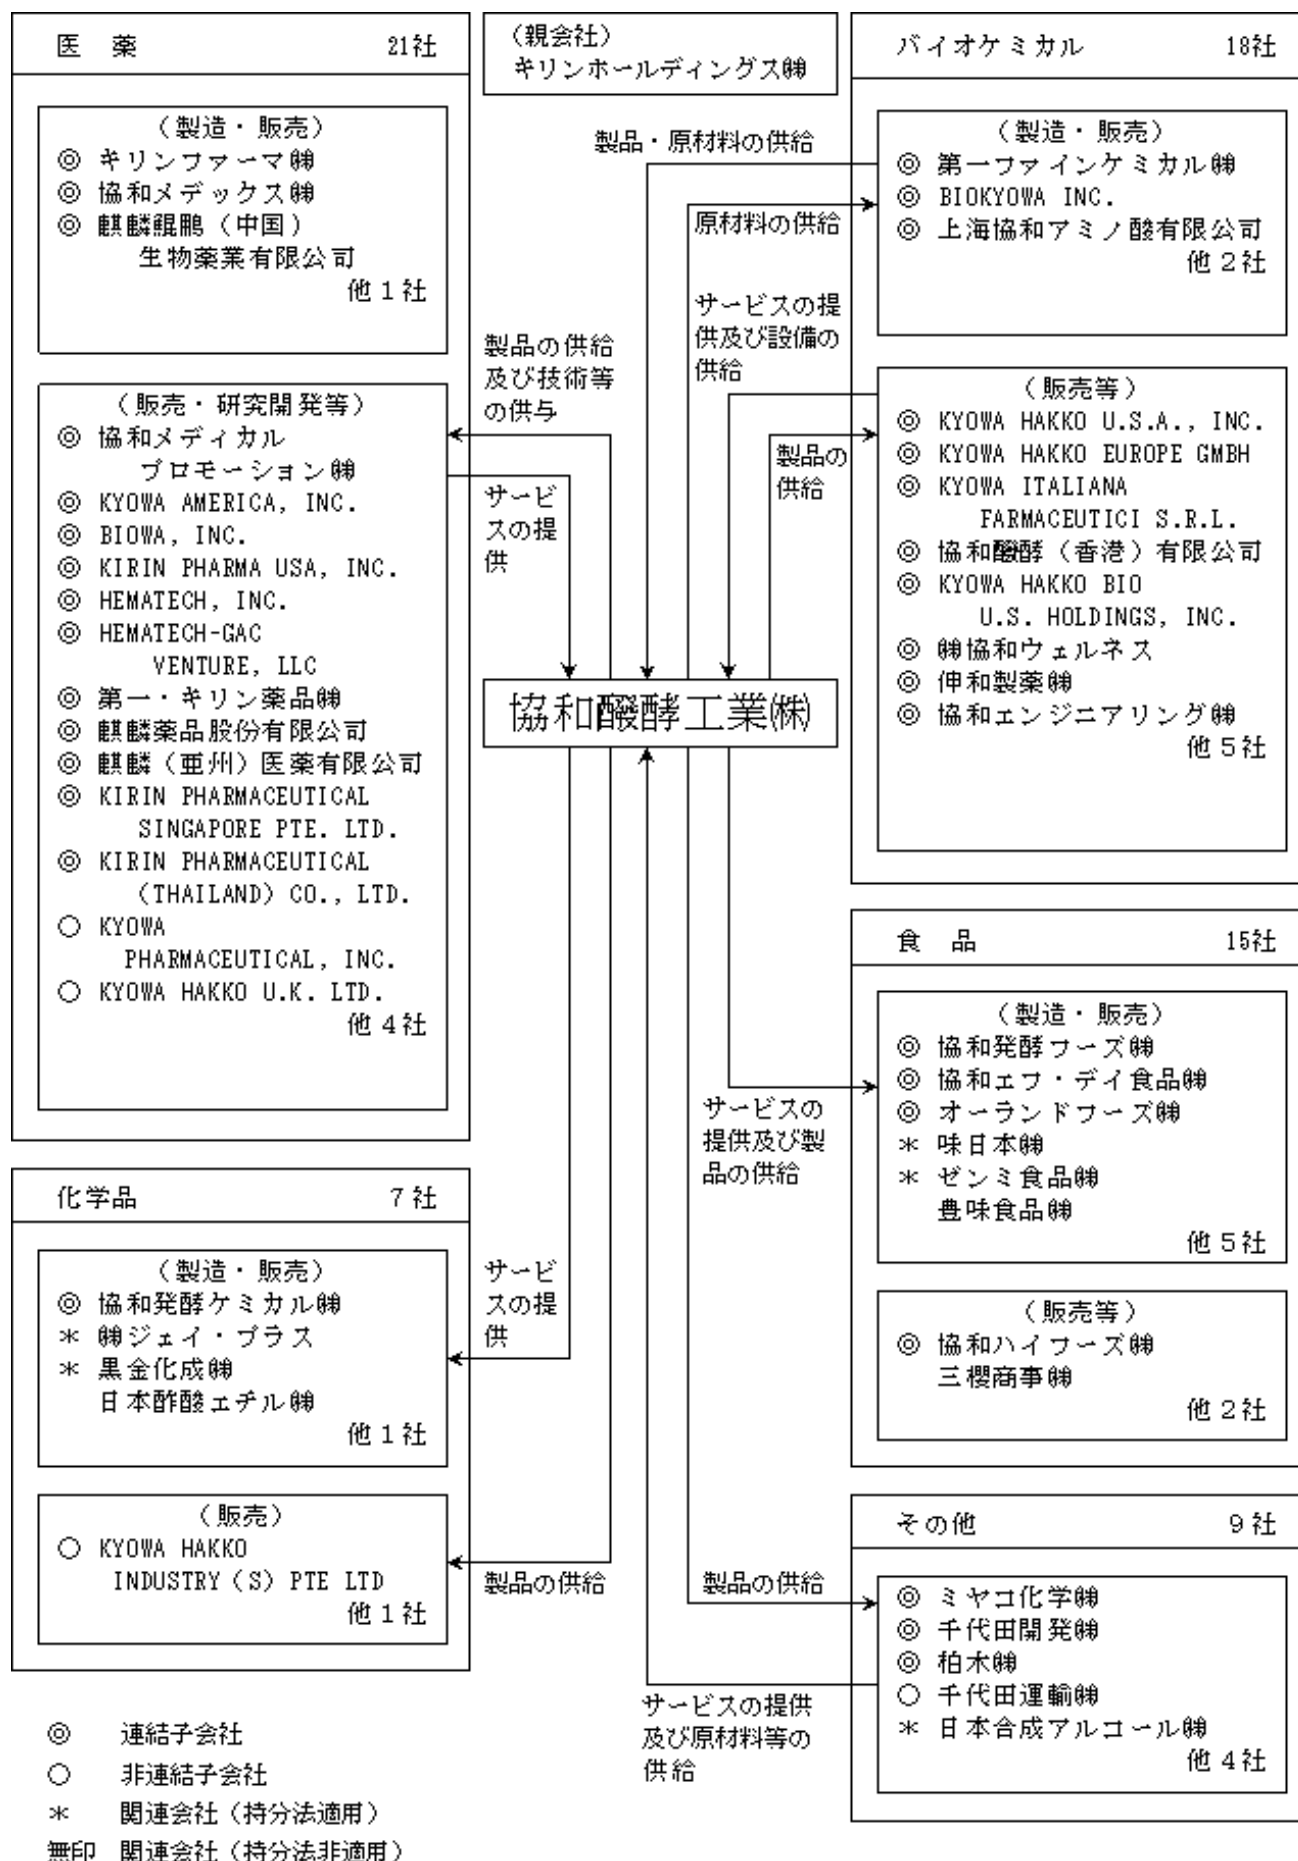 医　薬　21社
（製造・販売）
◎ キリンファーマ㈱
◎ 協和メデックス㈱
◎ 麒麟鯤鵬（中国）
生物薬業有限公司
他１社
（販売・研究開発等）
◎ 協和メディカル
プロモーション㈱
◎ KYOWA AMERICA, INC.
◎ BIOWA, INC.
◎ KIRIN PHARMA USA, INC.
◎ HEMATECH, INC.
◎ HEMATECH-GAC
VENTURE, LLC
◎ 第一・キリン薬品㈱
◎ 麒麟薬品股份有限公司
◎ 麒麟（亜州）医薬有限公司
◎ KIRIN PHARMACEUTICAL
SINGAPORE PTE. LTD.
◎ KIRIN PHARMACEUTICAL
（THAILAND）CO., LTD.
○ KYOWA
PHARMACEUTICAL, INC.
○ KYOWA HAKKO U.K. LTD.
他４社
化学品　７社
（製造・販売）
◎ 協和発酵ケミカル㈱
＊ ㈱ジェイ・プラス
＊ 黒金化成㈱
日本酢酸エチル㈱
他１社
（販売）
○ KYOWA HAKKO
INDUSTRY（S）PTE LTD
他１社
（親会社）
キリンホールディングス㈱
製品・原材料の供給
原材料の供給
サービスの提
供及び設備の
供給
製品の供給
及び技術等
の供与
製品の
供給
サービ
スの提
供
協和醗酵工業㈱
サービスの
提供及び製
品の供給
サービ
スの提
供
製品の供給
製品の供給
サービスの提供
及び原材料等の
供給
バイオケミカル　18社
（製造・販売）
◎ 第一ファインケミカル㈱
◎ BIOKYOWA INC.
◎ 上海協和アミノ酸有限公司
他２社
（販売等）
◎ KYOWA HAKKO U.S.A., INC.
◎ KYOWA HAKKO EUROPE GMBH
◎ KYOWA ITALIANA
FARMACEUTICI S.R.L.
◎ 協和醗酵（香港）有限公司
◎ KYOWA HAKKO BIO
U.S. HOLDINGS, INC.
◎ ㈱協和ウェルネス
◎ 伸和製薬㈱
◎ 協和エンジニアリング㈱
他５社
食　品　15社
（製造・販売）
◎ 協和発酵フーズ㈱
◎ 協和エフ・デイ食品㈱
◎ オーランドフーズ㈱
＊ 味日本㈱
＊ ゼンミ食品㈱
豊味食品㈱
他５社
（販売等）
◎ 協和ハイフーズ㈱
三櫻商事㈱
他２社
その他　９社
◎ ミヤコ化学㈱
◎ 千代田開発㈱
◎ 柏木㈱
○ 千代田運輸㈱
＊ 日本合成アルコール㈱
他４社
◎　連結子会社
○　非連結子会社
＊　関連会社（持分法適用）
無印　関連会社（持分法非適用）